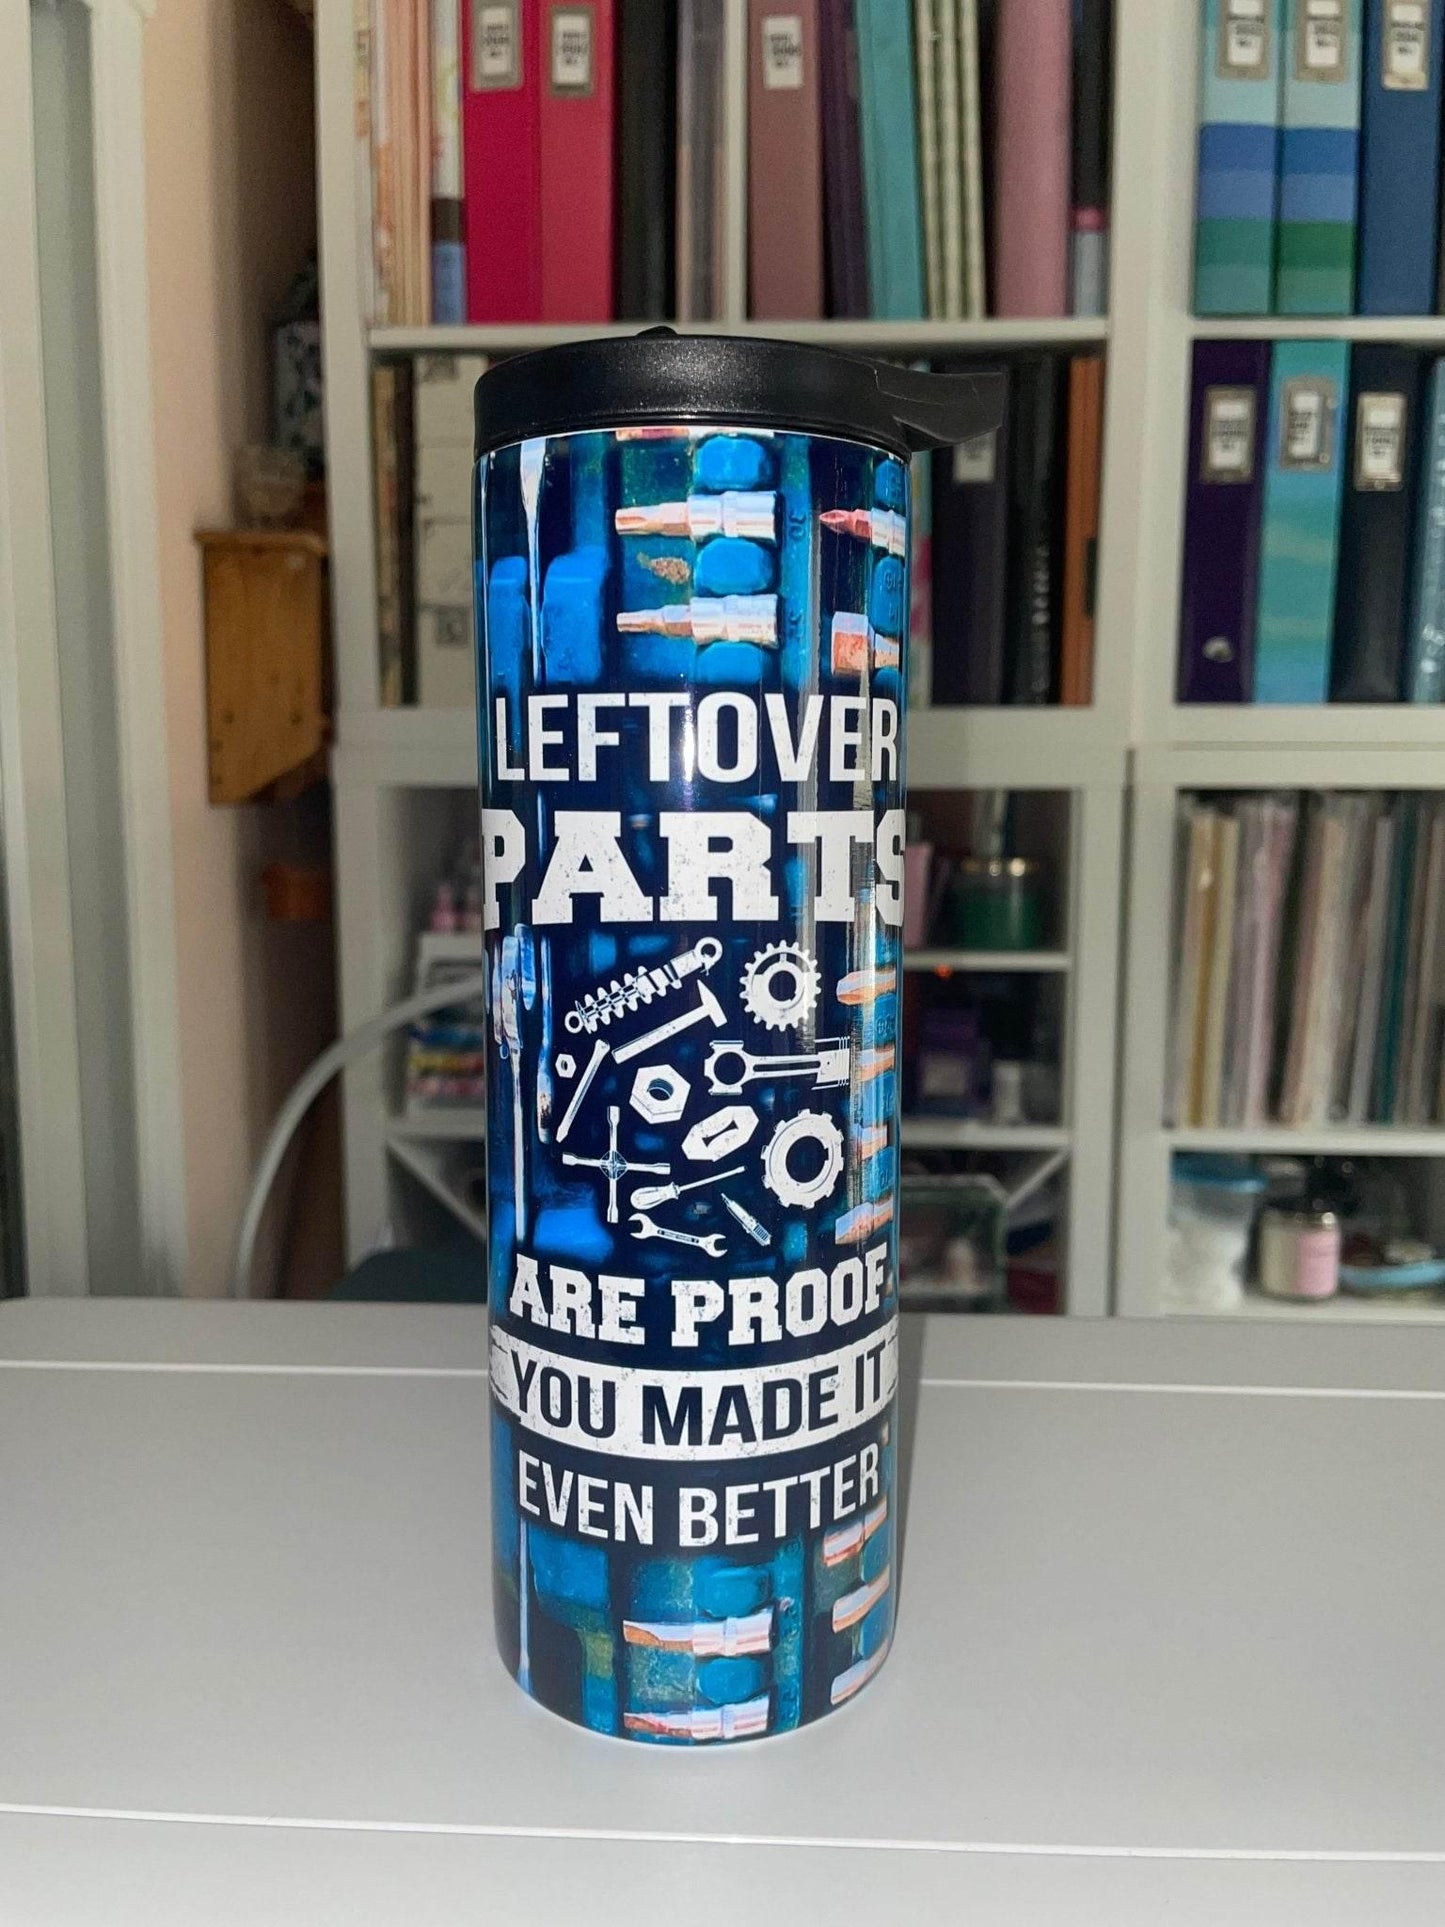 LEFTOVER
PARTS
ARE PROOF
YOU MADE IT
EVEN BETTER